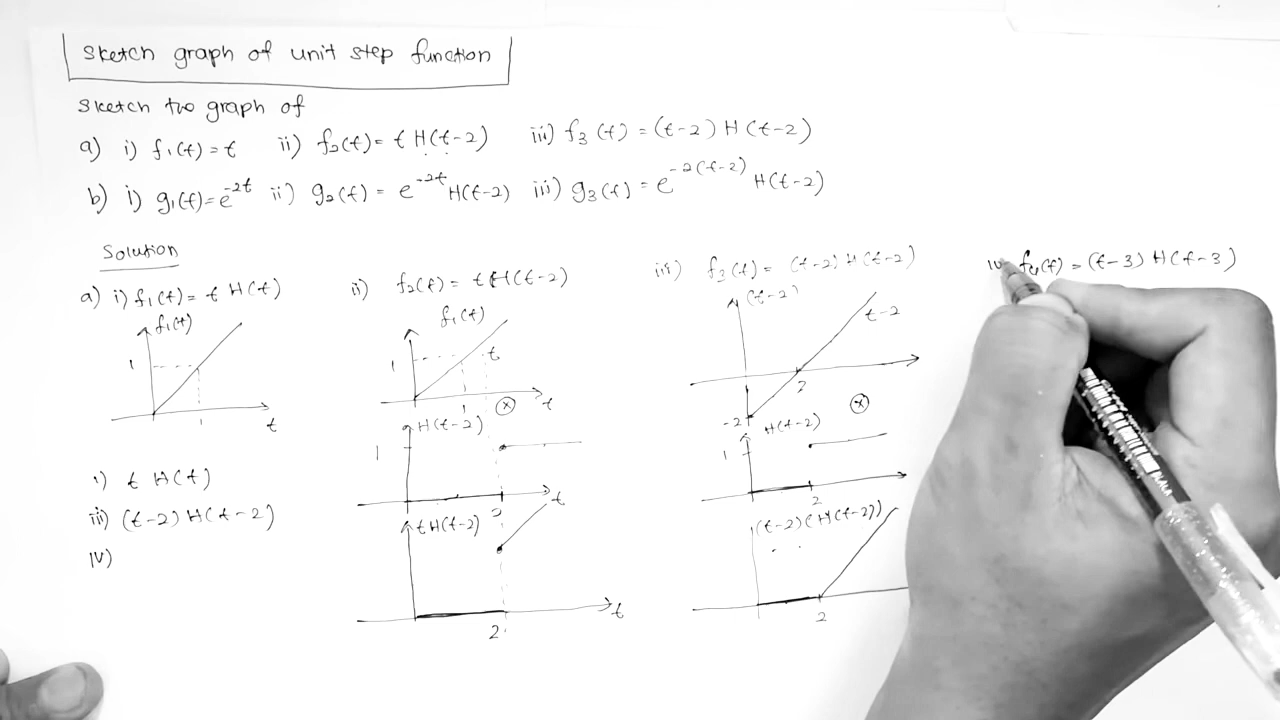 Sketch graph of unit step function
Sketch the graph of
a) i) f₁(t) = t ii) f₂(t) = t H(t-2) iii) f₃(t) = (t-2) H(t-2)
b) i) g₁(t) = e^-2t ii) g₂(t) = e^-2t H(t-2) iii) g₃(t) = e^-2(t-2) H(t-2)
Solution
a) i) f₁(t) = t H(t)
f₁(t)
1
1
t
i) t H(t)
iii) (t-2) H(t-2)
iv)
ii) f₂(t) = t H(t-2)
f₁(t)
1
t
1
t
H(t-2)
1
2
t
t H(t-2)
2
t
iii) f₃(t) = (t-2) H(t-2)
(t-2)
t-2
2
-2
H(t-2)
1
2
(t-2)(H(t-2))
2
iv) f₄(t) = (t-3) H(t-3)